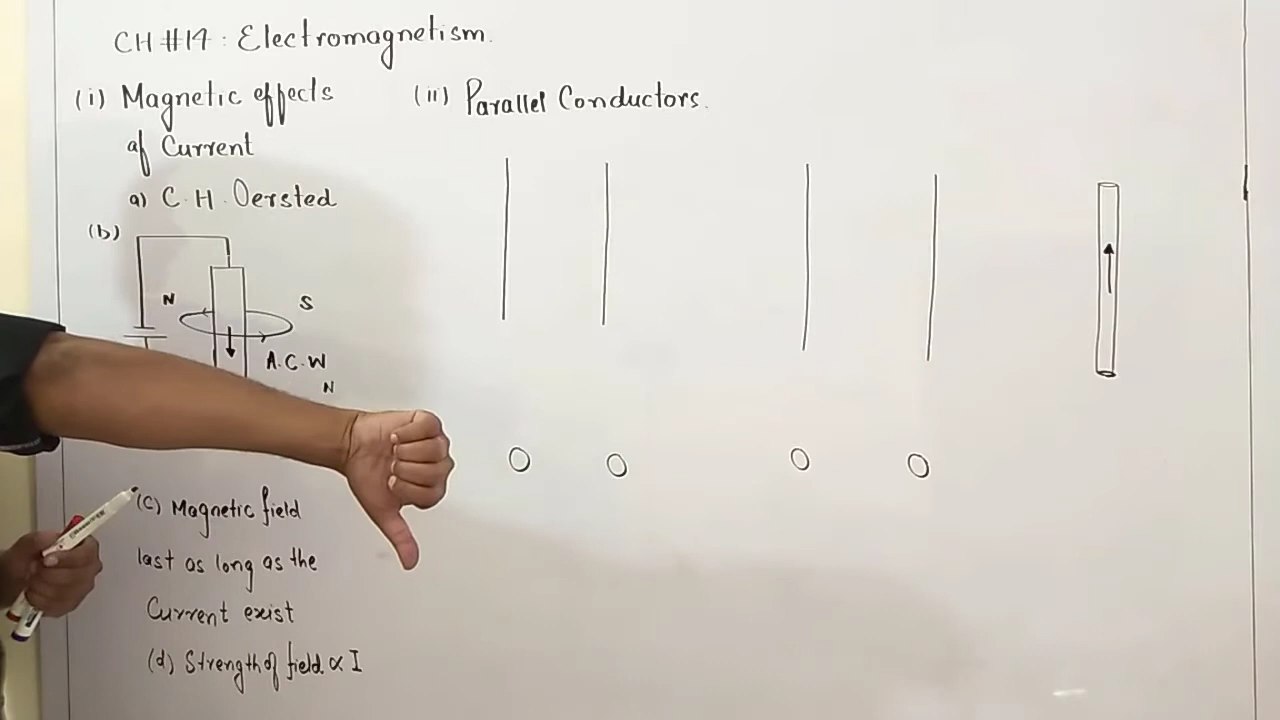 CH #14 : Electromagnetism.
(i) Magnetic effects
of Current
a) C.H. Oersted
(b)
N
S
A.C.W
N
(c) Magnetic field
last as long as the
Current exist
(d) Strength of field ∝ I
(ii) Parallel Conductors.